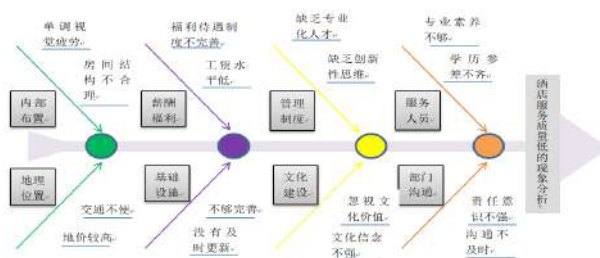 单调视
觉疲劳
房间结
构不合
理
内部
布置
地理
位置
交通不便
地价较高
福利待遇制
度不完善
工资水
平低
薪酬
福利
基础
设施
不够完善
没有及
时更新
缺乏专业
化人才
缺乏创新
性思维
管理
制度
文化
建设
忽视文
化价值
文化信念
不强
专业素养
不够
学历参
差不齐
服务
人员
部门
沟通
责任意
识不强
沟通不
及时
酒店服务质量低的现象分析